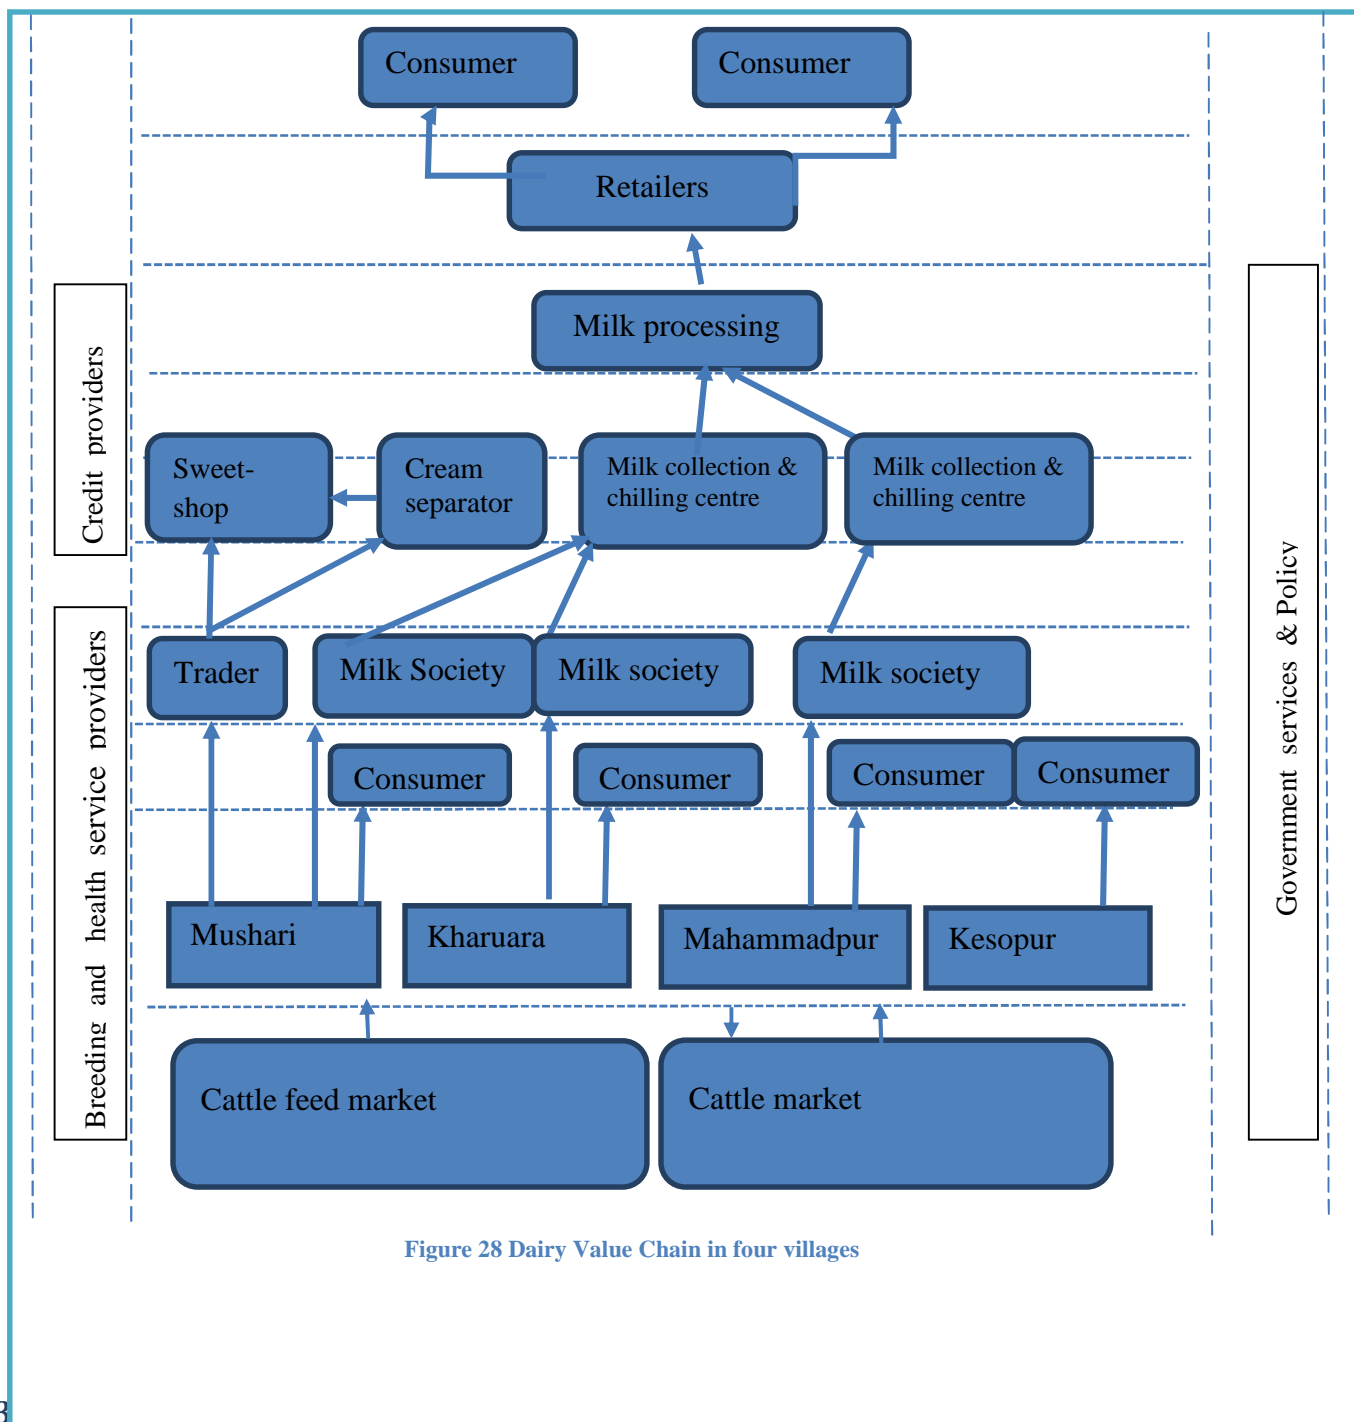 Consumer
Consumer
Retailers
Milk processing
Credit providers
Sweet-
shop
Cream
separator
Milk collection &
chilling centre
Milk collection &
chilling centre
Government services & Policy
Breeding and health service providers
Trader
Milk Society
Milk society
Milk society
Consumer
Consumer
Consumer
Consumer
Mushari
Kharuara
Mahammadpur
Kesopur
Cattle feed market
Cattle market
Figure 28 Dairy Value Chain in four villages
3